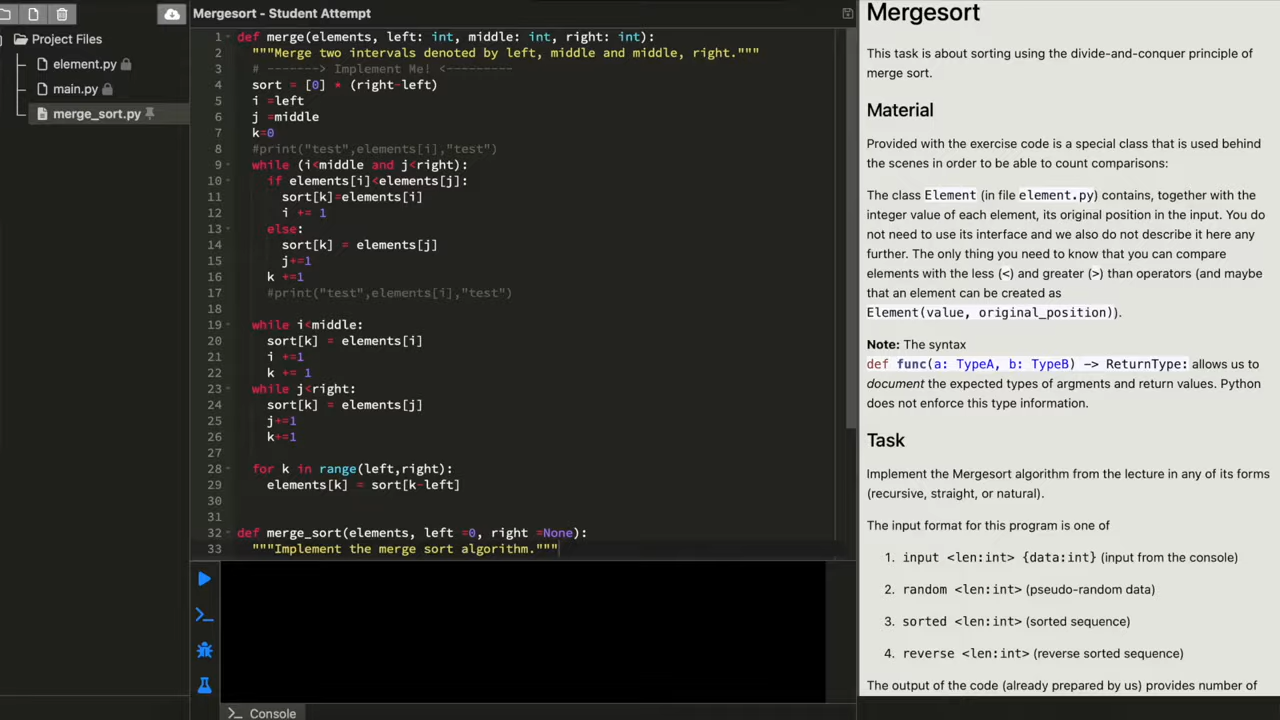 Mergesort - Student Attempt
Project Files
element.py
main.py
merge_sort.py
1 def merge(elements, left: int, middle: int, right: int):
2 """Merge two intervals denoted by left, middle and middle, right."""
3 # -------> Implement Me! <---------
4 sort = [0] * (right-left)
5 i =left
6 j =middle
7 k=0
8 #print("test",elements[i],"test")
9 while (i<middle and j<right):
10 if elements[i]<elements[j]:
11 sort[k]=elements[i]
12 i += 1
13 else:
14 sort[k] = elements[j]
15 j+=1
16 k +=1
17 #print("test",elements[i],"test")
18
19 while i<middle:
20 sort[k] = elements[i]
21 i +=1
22 k += 1
23 while j<right:
24 sort[k] = elements[j]
25 j+=1
26 k+=1
27
28 for k in range(left,right):
29 elements[k] = sort[k-left]
30
31
32 def merge_sort(elements, left =0, right =None):
33 """Implement the merge sort algorithm."""
>_ Console
Mergesort
This task is about sorting using the divide-and-conquer principle of
merge sort.
Material
Provided with the exercise code is a special class that is used behind
the scenes in order to be able to count comparisons:
The class Element (in file element.py) contains, together with the
integer value of each element, its original position in the input. You do
not need to use its interface and we also do not describe it here any
further. The only thing you need to know that you can compare
elements with the less (<) and greater (>) than operators (and maybe
that an element can be created as
Element(value, original_position)).
Note: The syntax
def func(a: TypeA, b: TypeB) -> ReturnType: allows us to
document the expected types of argments and return values. Python
does not enforce this type information.
Task
Implement the Mergesort algorithm from the lecture in any of its forms
(recursive, straight, or natural).
The input format for this program is one of
1. input <len:int> {data:int} (input from the console)
2. random <len:int> (pseudo-random data)
3. sorted <len:int> (sorted sequence)
4. reverse <len:int> (reverse sorted sequence)
The output of the code (already prepared by us) provides number of